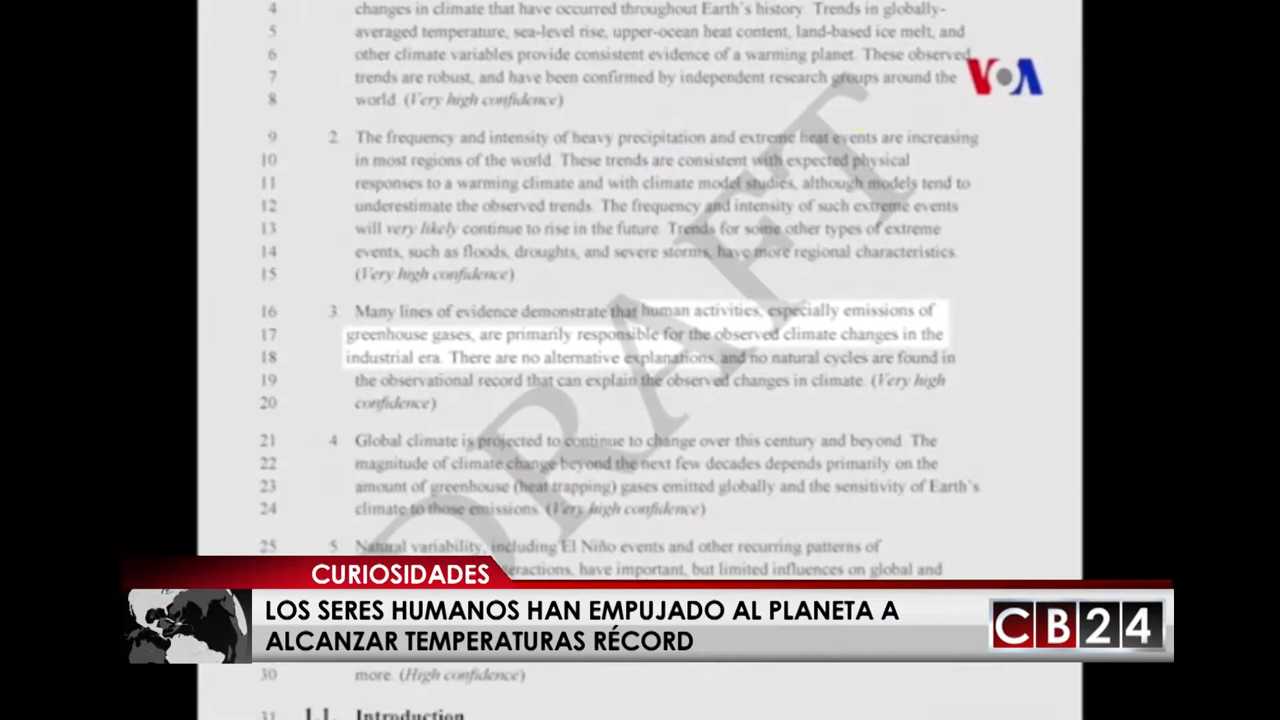 4 changes in climate that have occurred throughout Earth's history. Trends in globally-
5 averaged temperature, sea-level rise, upper-ocean heat content, land-based ice melt, and
6 other climate variables provide consistent evidence of a warming planet. These observed
7 trends are robust, and have been confirmed by independent research groups around the
8 world. (Very high confidence)
VOA
9 2. The frequency and intensity of heavy precipitation and extreme heat events are increasing
10 in most regions of the world. These trends are consistent with expected physical
11 responses to a warming climate and with climate model studies, although models tend to
12 underestimate the observed trends. The frequency and intensity of such extreme events
13 will very likely continue to rise in the future. Trends for some other types of extreme
14 events, such as floods, droughts, and severe storms, have more regional characteristics.
15 (Very high confidence)
16 3. Many lines of evidence demonstrate that human activities, especially emissions of
17 greenhouse gases, are primarily responsible for the observed climate changes in the
18 industrial era. There are no alternative explanations, and no natural cycles are found in
19 the observational record that can explain the observed changes in climate. (Very high
20 confidence)
21 4. Global climate is projected to continue to change over this century and beyond. The
22 magnitude of climate change beyond the next few decades depends primarily on the
23 amount of greenhouse (heat trapping) gases emitted globally and the sensitivity of Earth's
24 climate to those emissions. (Very high confidence)
25 5. Natural variability, including El Niño events and other recurring patterns of
have important, but limited influences on global and
DRAFT
CURIOSIDADES
LOS SERES HUMANOS HAN EMPUJADO AL PLANETA A
ALCANZAR TEMPERATURAS RÉCORD
CB24
30 more. (High confidence)
31 1.1. Introduction